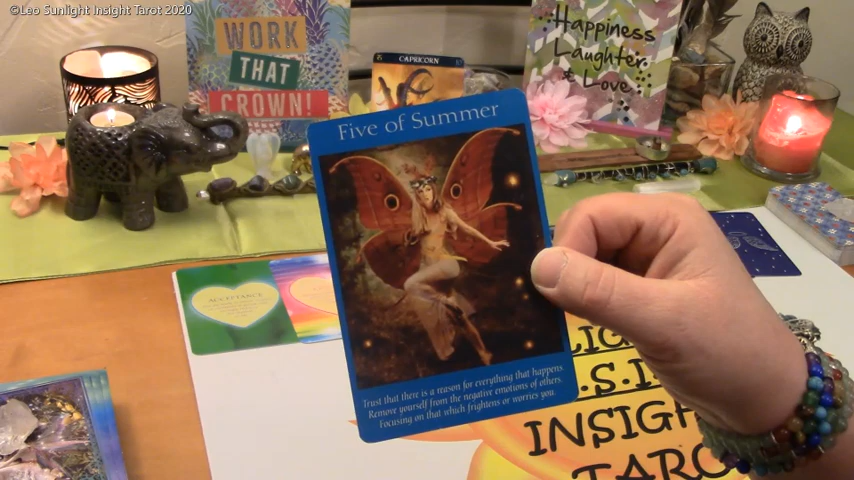 ©Leo Sunlight Insight Tarot 2020
WORK
THAT
CROWN!
CAPRICORN
Happiness
Laughter
& Love
Five of Summer
Trust that there is a reason for everything that happens
Remove yourself from the negative emotions of others.
Focusing on that which frightens or worries you.
ACCEPTANCE
INSIGH
TARO